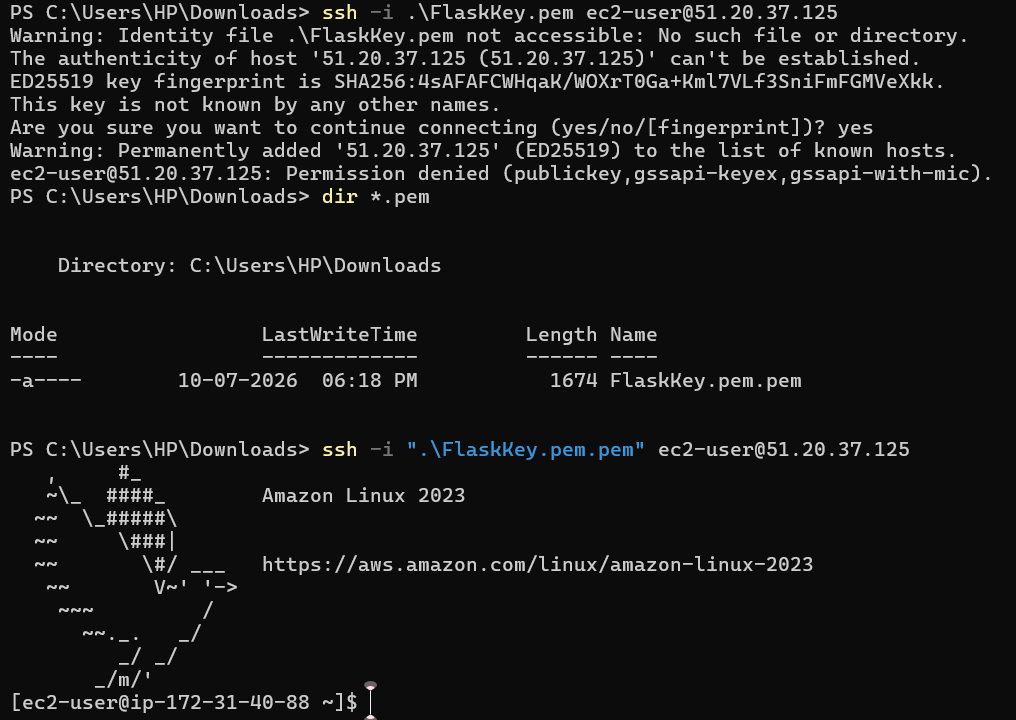 PS C:\Users\HP\Downloads> ssh -i .\FlaskKey.pem ec2-user@51.20.37.125
Warning: Identity file .\FlaskKey.pem not accessible: No such file or directory.
The authenticity of host '51.20.37.125 (51.20.37.125)' can't be established.
ED25519 key fingerprint is SHA256:4sAFAFCWHqaK/WOXrT0Ga+Kml7VLf3SniFmFGMVeXkk.
This key is not known by any other names.
Are you sure you want to continue connecting (yes/no/[fingerprint])? yes
Warning: Permanently added '51.20.37.125' (ED25519) to the list of known hosts.
ec2-user@51.20.37.125: Permission denied (publickey,gssapi-keyex,gssapi-with-mic).
PS C:\Users\HP\Downloads> dir *.pem


    Directory: C:\Users\HP\Downloads


Mode                 LastWriteTime         Length Name
----                 -------------         ------ ----
-a----        10-07-2026  06:18 PM           1674 FlaskKey.pem.pem


PS C:\Users\HP\Downloads> ssh -i ".\FlaskKey.pem.pem" ec2-user@51.20.37.125
   ,     #_
   ~\_  ####_        Amazon Linux 2023
  ~~  \_#####\
  ~~     \###|
  ~~       \#/ ___   https://aws.amazon.com/linux/amazon-linux-2023
   ~~       V~' '->
    ~~~         /
      ~~._.   _/
         _/ _/
       _/m/'
[ec2-user@ip-172-31-40-88 ~]$